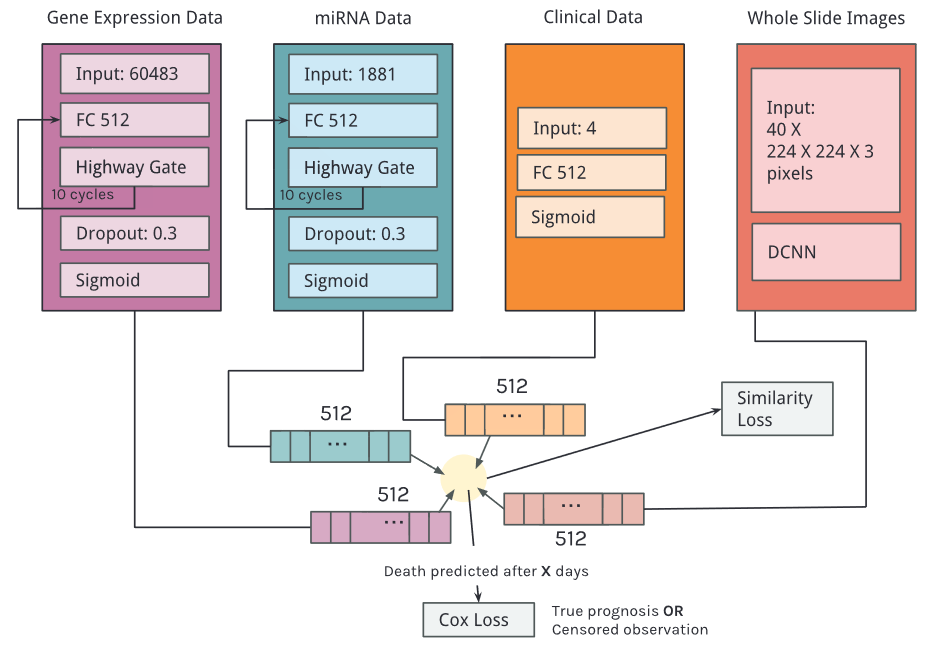 Gene Expression Data
miRNA Data
Clinical Data
Whole Slide Images
Input: 60483
FC 512
Highway Gate
10 cycles
Dropout: 0.3
Sigmoid
Input: 1881
FC 512
Highway Gate
10 cycles
Dropout: 0.3
Sigmoid
Input: 4
FC 512
Sigmoid
Input:
40 X
224 X 224 X 3
pixels
DCNN
512
...
512
...
512
...
...
512
Similarity
Loss
Death predicted after X days
Cox Loss
True prognosis OR
Censored observation